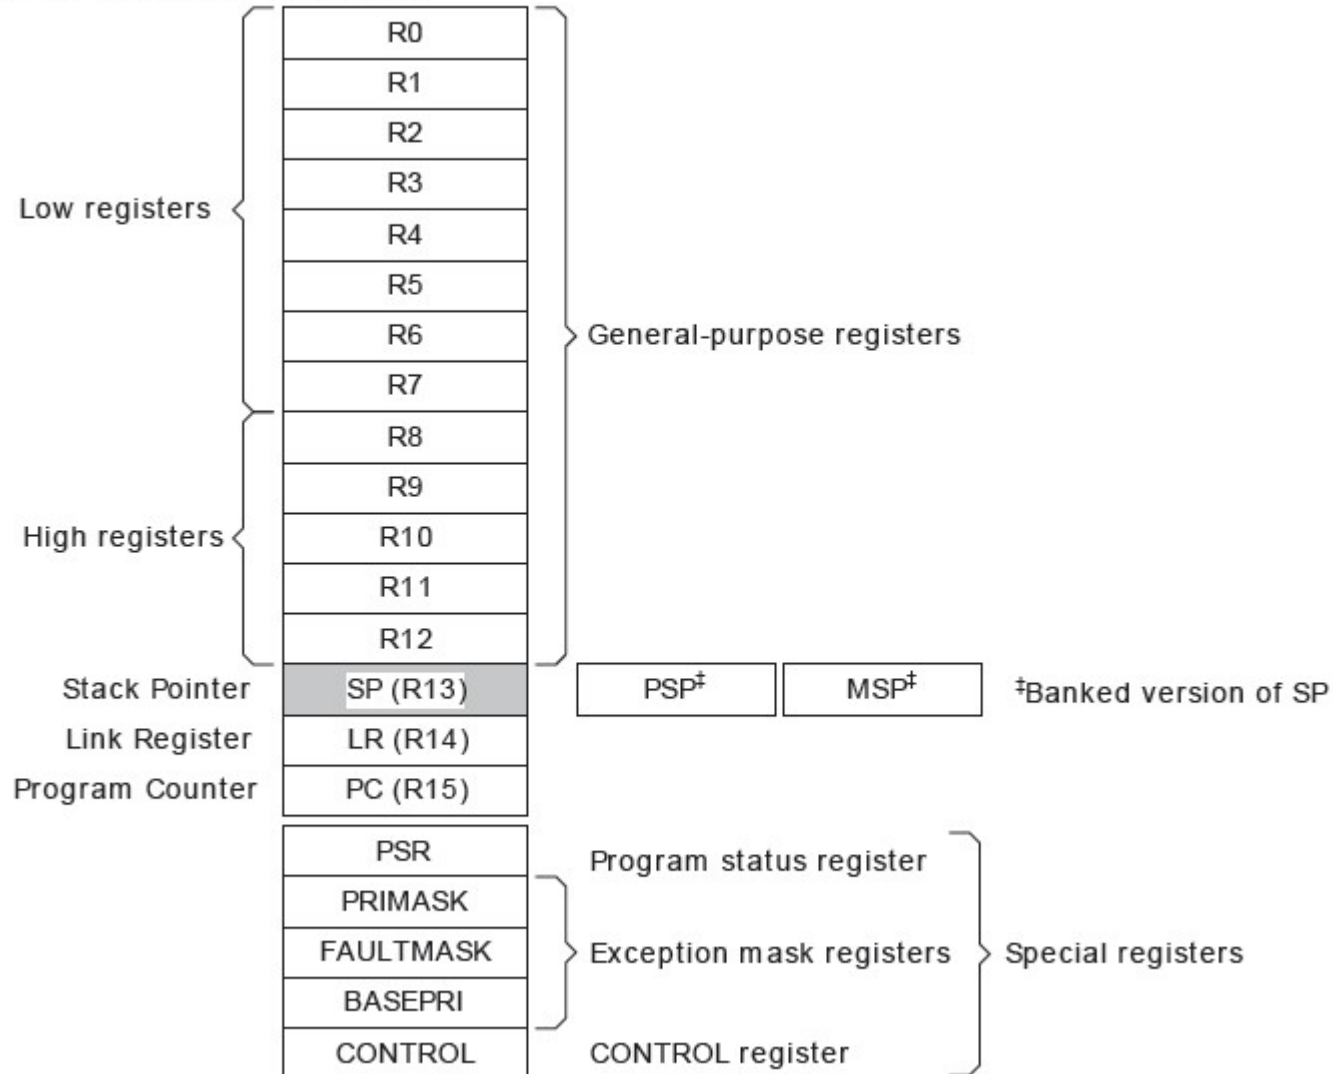 R0
R1
R2
R3
Low registers
R4
R5
R6
General-purpose registers
R7
R8
R9
High registers
R10
R11
R12
Stack Pointer SP (R13) PSP‡ MSP‡ ‡Banked version of SP
Link Register LR (R14)
Program Counter PC (R15)
PSR Program status register
PRIMASK
FAULTMASK Exception mask registers Special registers
BASEPRI
CONTROL CONTROL register